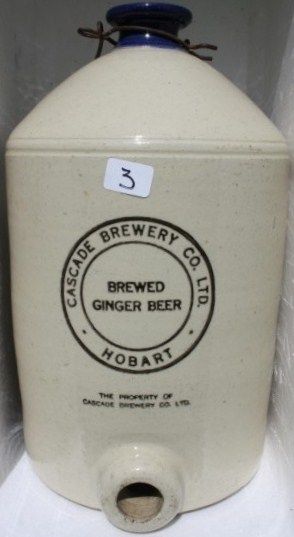 3
CASCADE BREWERY CO. LTD.
BREWED
GINGER BEER
· HOBART ·
THE PROPERTY OF
CASCADE BREWERY CO. LTD.